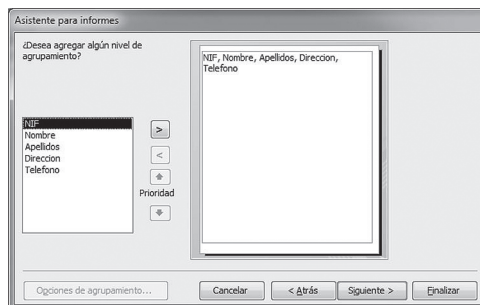 Asistente para informes
¿Desea agregar algún nivel de
agrupamiento?
NIF
Nombre
Apellidos
Direccion
Telefono
>
<
Prioridad
NIF, Nombre, Apellidos, Direccion,
Telefono
Opciones de agrupamiento...
Cancelar
< Atrás
Siguiente >
Finalizar